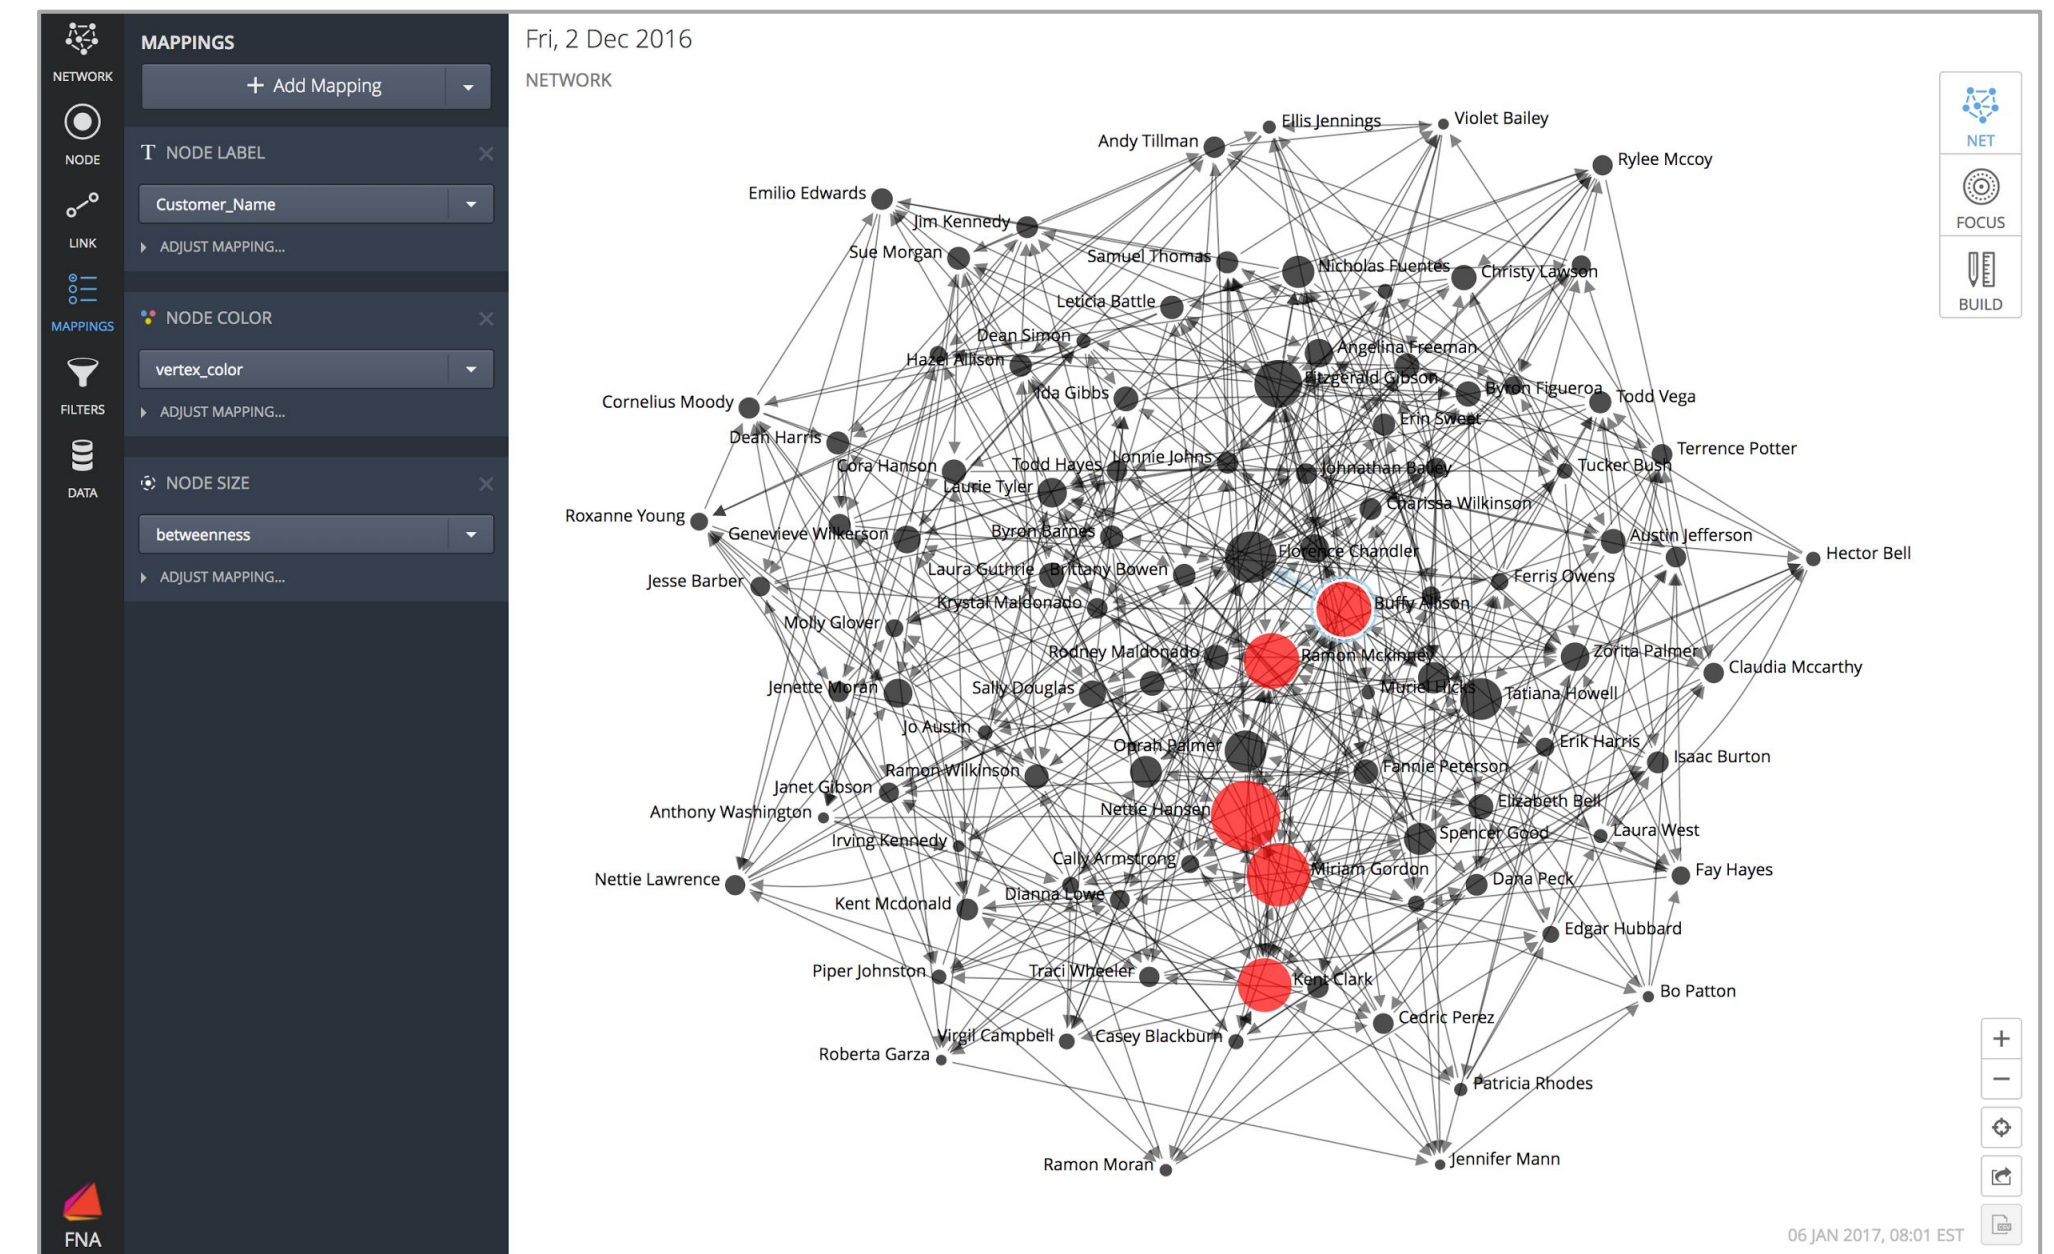 NETWORK
NODE
LINK
MAPPINGS
FILTERS
DATA
FNA
MAPPINGS
+ Add Mapping
T NODE LABEL
Customer_Name
ADJUST MAPPING...
NODE COLOR
vertex_color
ADJUST MAPPING...
NODE SIZE
betweenness
ADJUST MAPPING...
Fri, 2 Dec 2016
NETWORK
NET
FOCUS
BUILD
Violet Bailey
Ellis Jennings
Andy Tillman
Rylee Mccoy
Emilio Edwards
Jim Kennedy
Sue Morgan
Samuel Thomas
Nicholas Fuentes
Christy Lawson
Leticia Battle
Dean Simon
Angelina Freeman
Hazel Allison
Fitzgerald Gibson
Byron Figueroa
Ida Gibbs
Todd Vega
Cornelius Moody
Erin Sweet
Dean Harris
Terrence Potter
Lonnie Johns
Cora Hanson
Todd Hayes
Johnathan Bailey
Tucker Bush
Laurie Tyler
Charissa Wilkinson
Roxanne Young
Genevieve Wilkerson
Byron Barnes
Austin Jefferson
Florence Chandler
Hector Bell
Laura Guthrie
Brittany Bowen
Ferris Owens
Jesse Barber
Krystal Maldonado
Buffy Allison
Molly Glover
Rodney Maldonado
Ramon Mckinney
Zorita Palmer
Claudia Mccarthy
Jenette Moran
Sally Douglas
Muriel Hicks
Tatiana Howell
Jo Austin
Oprah Palmer
Erik Harris
Isaac Burton
Ramon Wilkinson
Fannie Peterson
Janet Gibson
Elizabeth Bell
Anthony Washington
Nettie Hansen
Laura West
Spencer Good
Irving Kennedy
Cally Armstrong
Miriam Gordon
Fay Hayes
Nettie Lawrence
Dana Peck
Dianna Lowe
Kent Mcdonald
Edgar Hubbard
Piper Johnston
Traci Wheeler
Kent Clark
Bo Patton
Cedric Perez
Virgil Campbell
Casey Blackburn
Roberta Garza
Patricia Rhodes
Jennifer Mann
Ramon Moran
+
−
06 JAN 2017, 08:01 EST